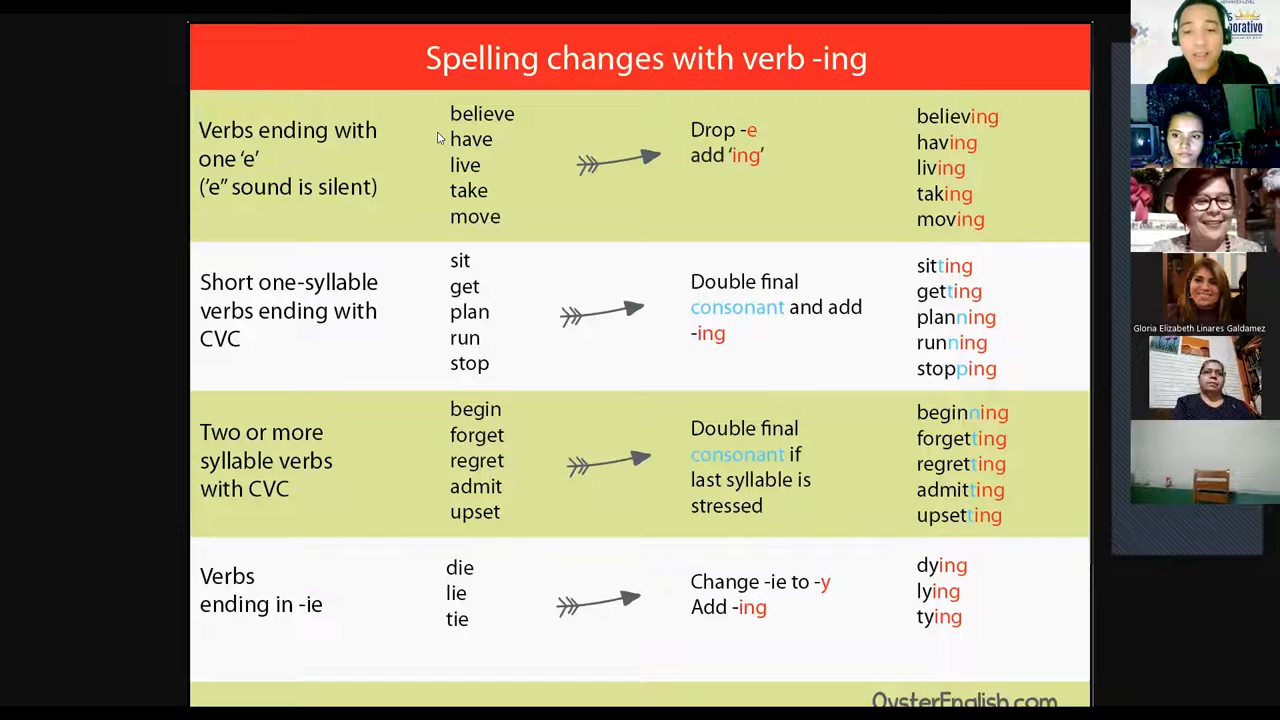 Spelling changes with verb -ing
Verbs ending with
one ‘e’
(’e” sound is silent)
believe
have
live
take
move
Drop -e
add ‘ing’
believing
having
living
taking
moving
Short one-syllable
verbs ending with
CVC
sit
get
plan
run
stop
Double final
consonant and add
-ing
sitting
getting
planning
running
stopping
Two or more
syllable verbs
with CVC
begin
forget
regret
admit
upset
Double final
consonant if
last syllable is
stressed
beginning
forgetting
regretting
admitting
upsetting
Verbs
ending in -ie
die
lie
tie
Change -ie to -y
Add -ing
dying
lying
tying
OysterEnglish.com
Gloria Elizabeth Linares Galdamez